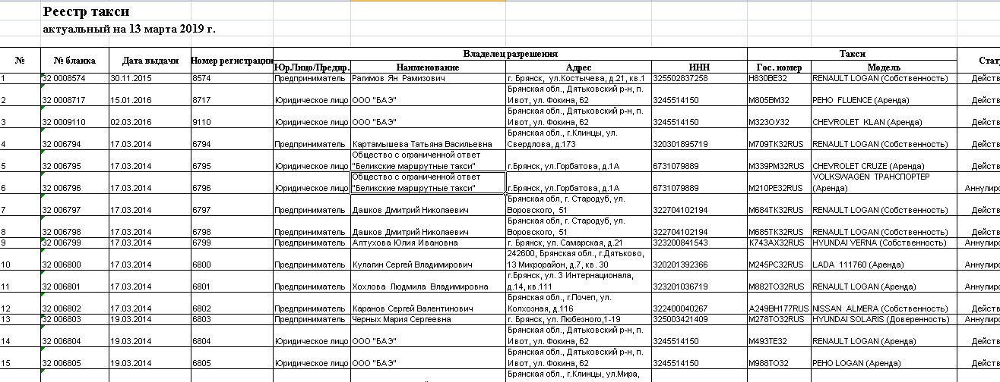 Реестр такси
актуальный на 13 марта 2019 г.
№ № бланка Дата выдачи Номер регистрации Владелец разрешения Такси Стат
Юр.Лицо/Предпр. Наименование Адрес ИНН Гос. номер Модель
1 32 0008574 30.11.2015 8574 Предприниматель Рагимов Ян Рамизович г. Брянск, ул.Костычева, д.21, кв.1 325502837258 Н830ВЕ32 RENAULT LOGAN (Собственность) Действ
Брянская обл., Дятьковский р-н, п.
2 32 0008717 15.01.2016 8717 Юридическое лицо ООО "БАЭ" Ивот, ул. Фокина, 62 3245514150 М805ВМ32 РЕНО FLUENCE (Аренда) Действ
Брянская обл., Дятьковский р-н, п.
3 32 0009110 02.03.2016 9110 Юридическое лицо ООО "БАЭ" Ивот, ул. Фокина, 62 3245514150 М323ОУ32 CHEVROLET KLAN (Аренда) Действ
Брянская обл., г.Клинцы, ул.
4 32 006794 17.03.2014 6794 Предприниматель Картамышева Татьяна Васильевна Свердлова, д.173 320301895719 М709ТК32RUS RENAULT LOGAN (Собственность) Действ
Общество с ограниченной ответ
5 32 006795 17.03.2014 6795 Юридическое лицо "Беликские маршрутные такси" г.Брянск, ул.Горбатова, д.1А 6731079889 М339РМ32RUS CHEVROLET CRUZE (Аренда) Действ
Общество с ограниченной ответ VOLKSWAGEN ТРАНСПОРТЕР
6 32 006796 17.03.2014 6796 Юридическое лицо "Беликские маршрутные такси" г.Брянск, ул.Горбатова, д.1А 6731079889 М210РЕ32RUS (Аренда) Аннулиро
Брянская обл, г. Стародуб, ул.
7 32 006797 17.03.2014 6797 Предприниматель Дашков Дмитрий Николаевич Воровского, 51 322704102194 М684ТК32RUS RENAULT LOGAN (Собственность) Действ
Брянская обл, г. Стародуб, ул.
8 32 006798 17.03.2014 6798 Предприниматель Дашков Дмитрий Николаевич Воровского, 51 322704102194 М685ТК32RUS RENAULT LOGAN (Собственность) Действ
9 32 006799 17.03.2014 6799 Предприниматель Алтухова Юлия Ивановна г. Брянск, ул. Самарская, д.21 323200841543 К743АХ32RUS HYUNDAI VERNA (Собственность) Аннулиро
242600, Брянская обл., г.Дятьково,
10 32 006800 17.03.2014 6800 Предприниматель Кулагин Сергей Владимирович 13 Микрорайон, д.7, кв. 30 320201392366 М245РС32RUS LADA 111760 (Аренда) Аннулиро
г.Брянск, ул. 3 Интернационала,
11 32 006801 17.03.2014 6801 Предприниматель Хохлова Людмила Владимировна д.14, кв.111 323201036719 М882ТО32RUS RENAULT LOGAN (Аренда) Аннулиро
Брянская обл., г.Почеп, ул.
12 32 006802 17.03.2014 6802 Предприниматель Каранов Сергей Валентинович Колхозная, д.116 322400040267 А249ВН177RUS NISSAN ALMERA (Собственность) Действ
13 32 006803 19.03.2014 6803 Предприниматель Черных Мария Сергеевна г. Брянск, ул. Любезного,1-19 325003421409 М278ТО32RUS HYUNDAI SOLARIS (Доверенность) Аннулиро
Брянская обл., Дятьковский р-н, п.
14 32 006804 19.03.2014 6804 Юридическое лицо ООО "БАЭ" Ивот, ул. Фокина, 62 3245514150 М493ТЕ32 RENAULT LOGAN (Аренда) Действ
Брянская обл., Дятьковский р-н, п.
15 32 006805 19.03.2014 6805 Юридическое лицо ООО "БАЭ" Ивот, ул. Фокина, 62 3245514150 М988ТО32 РЕНО LOGAN (Аренда) Действ
Брянская обл., г.Клинцы, ул.Мира,